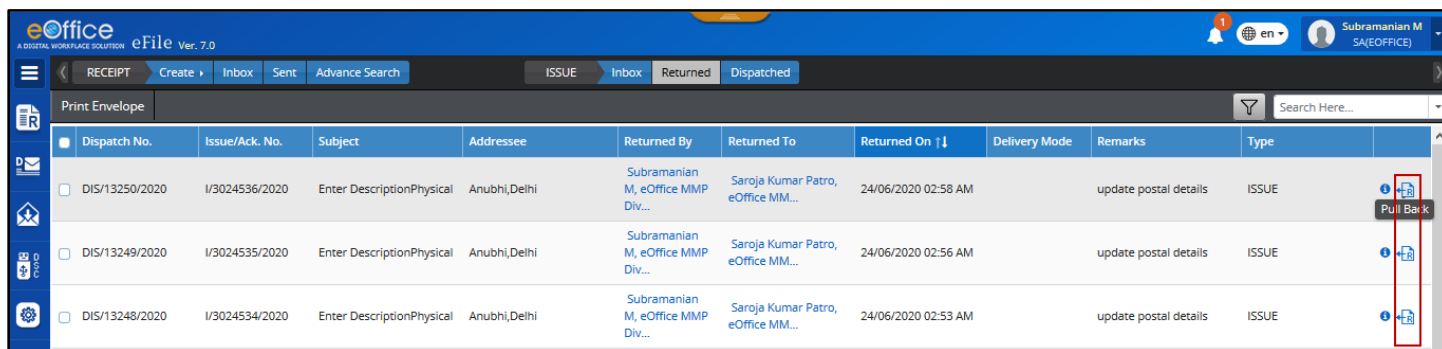 eOffice
A DIGITAL WORKPLACE SOLUTION eFile Ver. 7.0
1
en
Subramanian M
SA(EOFFICE)
RECEIPT Create Inbox Sent Advance Search ISSUE Inbox Returned Dispatched
Print Envelope
Search Here...
Dispatch No. Issue/Ack. No. Subject Addressee Returned By Returned To Returned On Delivery Mode Remarks Type
DIS/13250/2020 I/3024536/2020 Enter DescriptionPhysical Anubhi,Delhi Subramanian M, eOffice MMP Div... Saroja Kumar Patro, eOffice MM... 24/06/2020 02:58 AM update postal details ISSUE
Pull Back
DIS/13249/2020 I/3024535/2020 Enter DescriptionPhysical Anubhi,Delhi Subramanian M, eOffice MMP Div... Saroja Kumar Patro, eOffice MM... 24/06/2020 02:56 AM update postal details ISSUE
DIS/13248/2020 I/3024534/2020 Enter DescriptionPhysical Anubhi,Delhi Subramanian M, eOffice MMP Div... Saroja Kumar Patro, eOffice MM... 24/06/2020 02:53 AM update postal details ISSUE
R
D
DSC